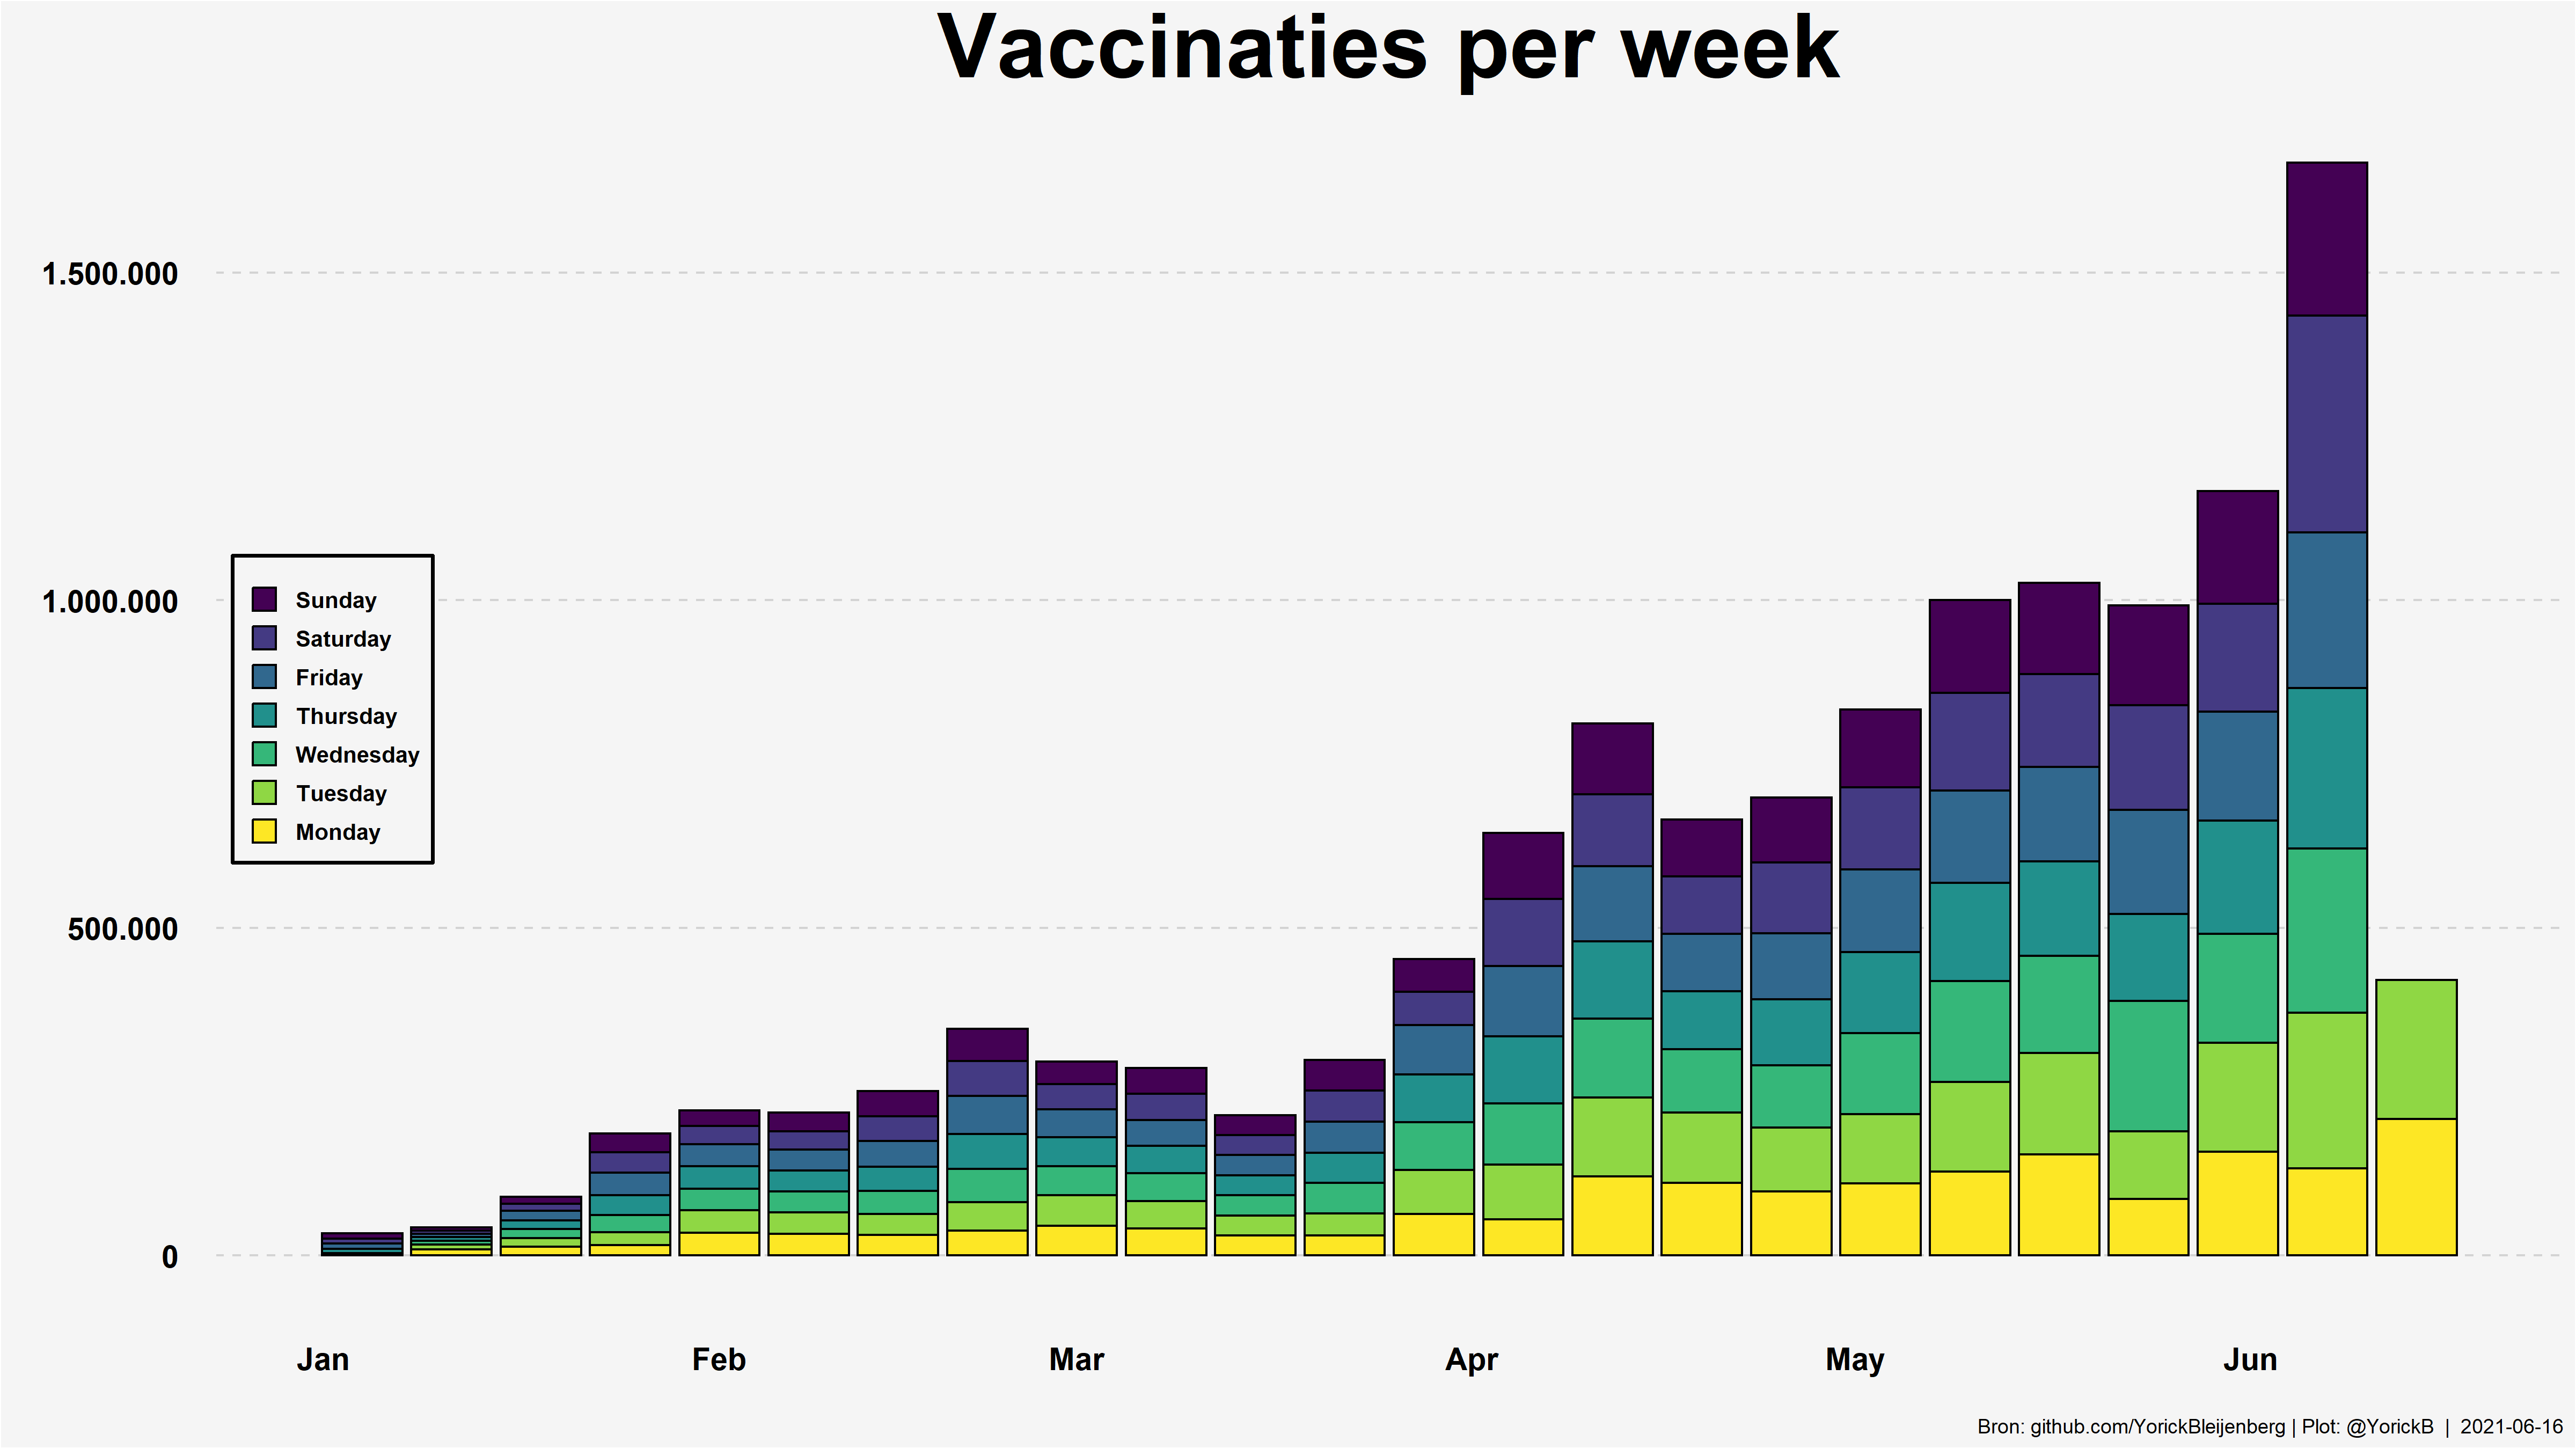 Vaccinaties per week
1.500.000
1.000.000
500.000
0
Sunday
Saturday
Friday
Thursday
Wednesday
Tuesday
Monday
Jan Feb Mar Apr May Jun
Bron: github.com/YorickBleijenberg | Plot: @YorickB | 2021-06-16